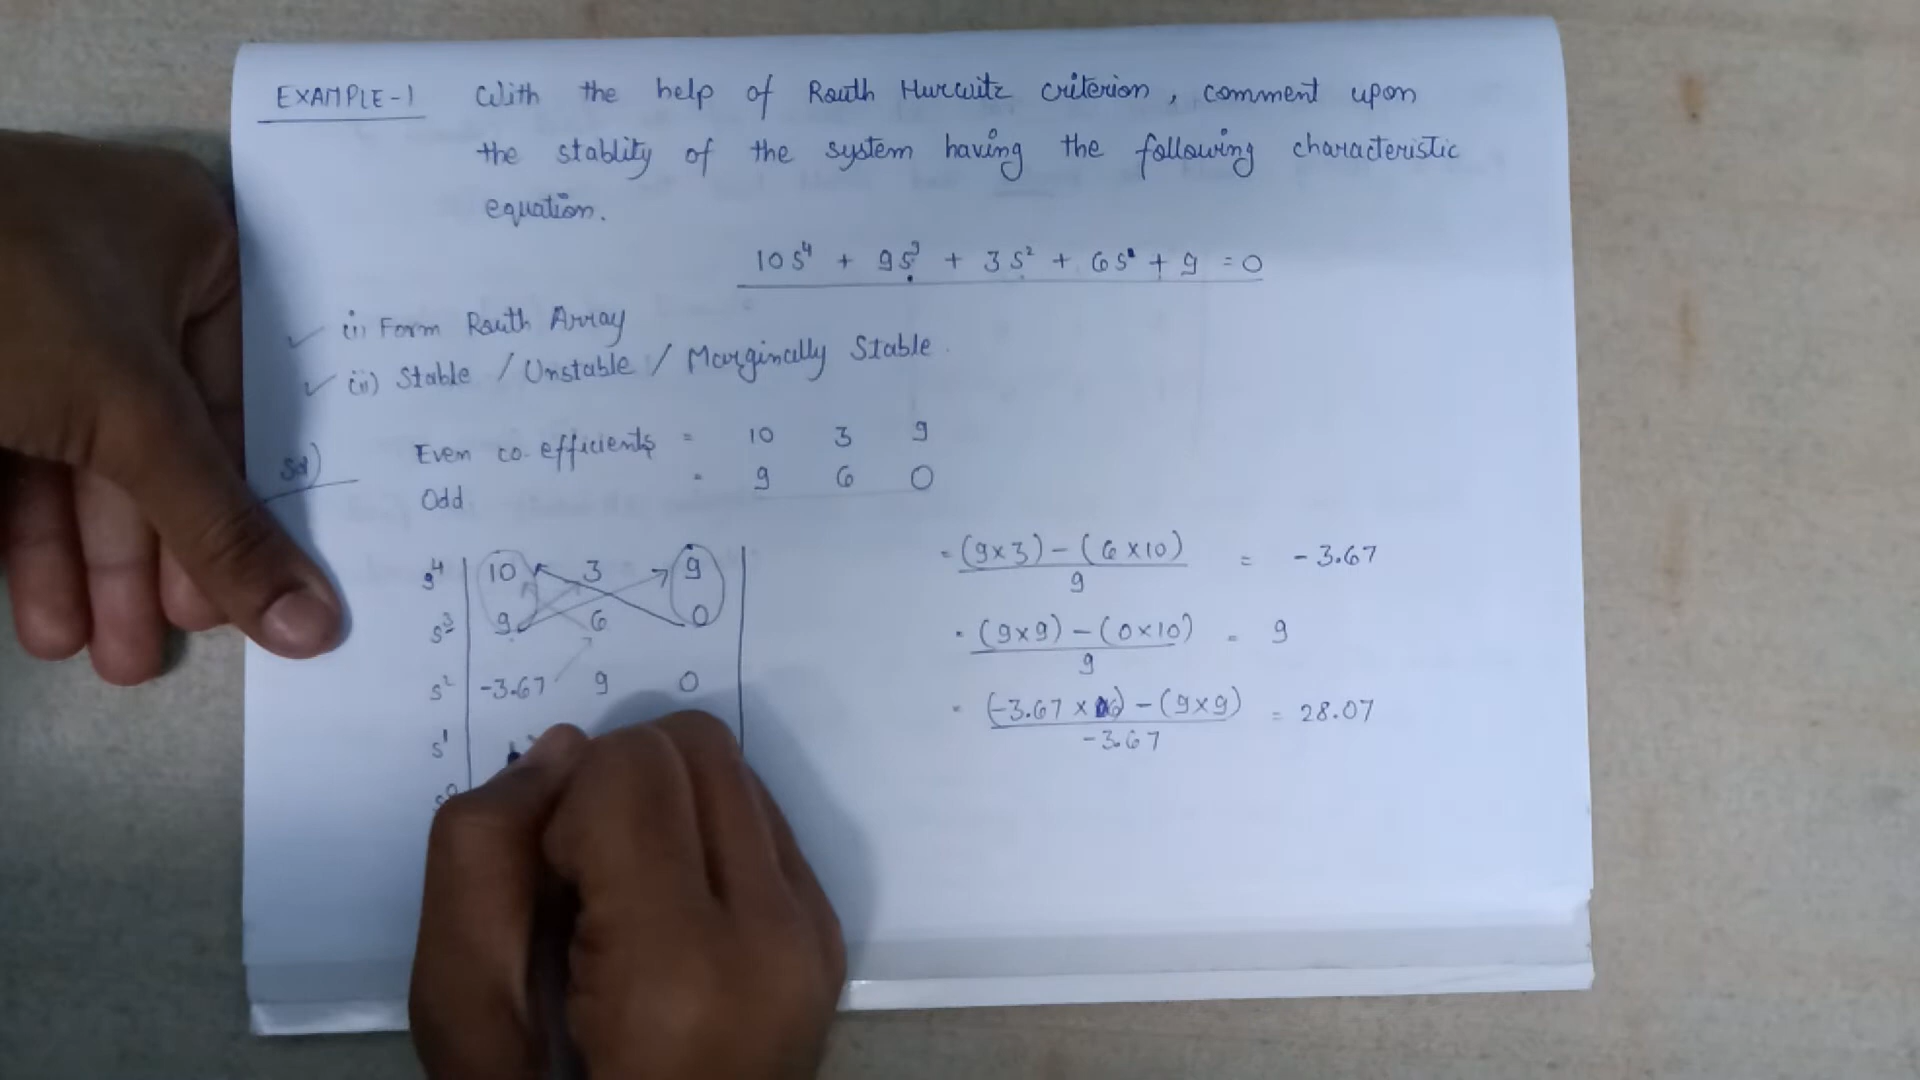 EXAMPLE-1 With the help of Routh Hurwitz criterion, comment upon
the stablity of the system having the following characteristic
equation.
10s⁴ + 9s³ + 3s² + 6s + 9 = 0
(i) Form Routh Array
(ii) Stable / Unstable / Marginally Stable.
Sol) Even co-efficients = 10 3 9
Odd = 9 6 0
s⁴ 10 3 9
s³ 9 6 0
s² -3.67 9 0
s¹
s⁰
= (9×3) - (6×10) / 9 = -3.67
= (9×9) - (0×10) / 9 = 9
= (-3.67 × 6) - (9×9) / -3.67 = 28.07